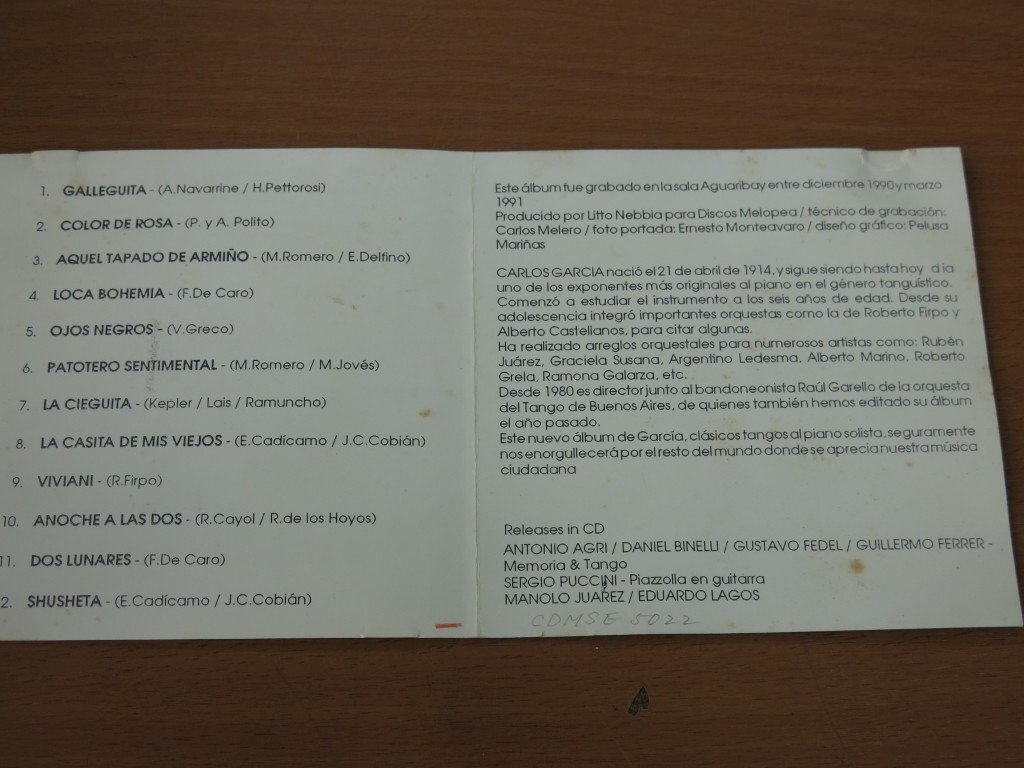 1. GALLEGUITA - (A.Navarrine / H.Pettorosi)
2. COLOR DE ROSA - (P. y A. Polito)
3. AQUEL TAPADO DE ARMIÑO - (M.Romero / E.Delfino)
4. LOCA BOHEMIA - (F.De Caro)
5. OJOS NEGROS - (V.Greco)
6. PATOTERO SENTIMENTAL - (M.Romero / M.Jovés)
7. LA CIEGUITA - (Kepler / Lais / Ramuncho)
8. LA CASITA DE MIS VIEJOS - (E.Cadícamo / J.C.Cobián)
9. VIVIANI - (R.Firpo)
10. ANOCHE A LAS DOS - (R.Cayol / R.de los Hoyos)
11. DOS LUNARES - (F.De Caro)
2. SHUSHETA - (E.Cadícamo / J.C.Cobián)
Este álbum fue grabado en la sala Aguaribay entre diciembre 1990 y marzo
1991
Producido por Litto Nebbia para Discos Melopea / técnico de grabación:
Carlos Melero / foto portada: Ernesto Monteavaro / diseño gráfico: Pelusa
Mariñas
CARLOS GARCIA nació el 21 de abril de 1914, y sigue siendo hasta hoy día
uno de los exponentes más originales al piano en el género tanguístico.
Comenzó a estudiar el instrumento a los seis años de edad. Desde su
adolescencia integró importantes orquestas como la de Roberto Firpo y
Alberto Castellanos, para citar algunas.
Ha realizado arreglos orquestales para numerosos artistas como: Rubén
Juárez, Graciela Susana, Argentino Ledesma, Alberto Marino, Roberto
Grela, Ramona Galarza, etc.
Desde 1980 es director junto al bandoneonista Raúl Garello de la orquesta
del Tango de Buenos Aires, de quienes también hemos editado su álbum
el año pasado.
Este nuevo álbum de García, clásicos tangos al piano solista, seguramente
nos enorgullecerá por el resto del mundo donde se aprecia nuestra música
ciudadana
Releases in CD
ANTONIO AGRI / DANIEL BINELLI / GUSTAVO FEDEL / GUILLERMO FERRER -
Memoria & Tango
SERGIO PUCCINI - Piazzolla en guitarra
MANOLO JUAREZ / EDUARDO LAGOS
CDMSE 5022